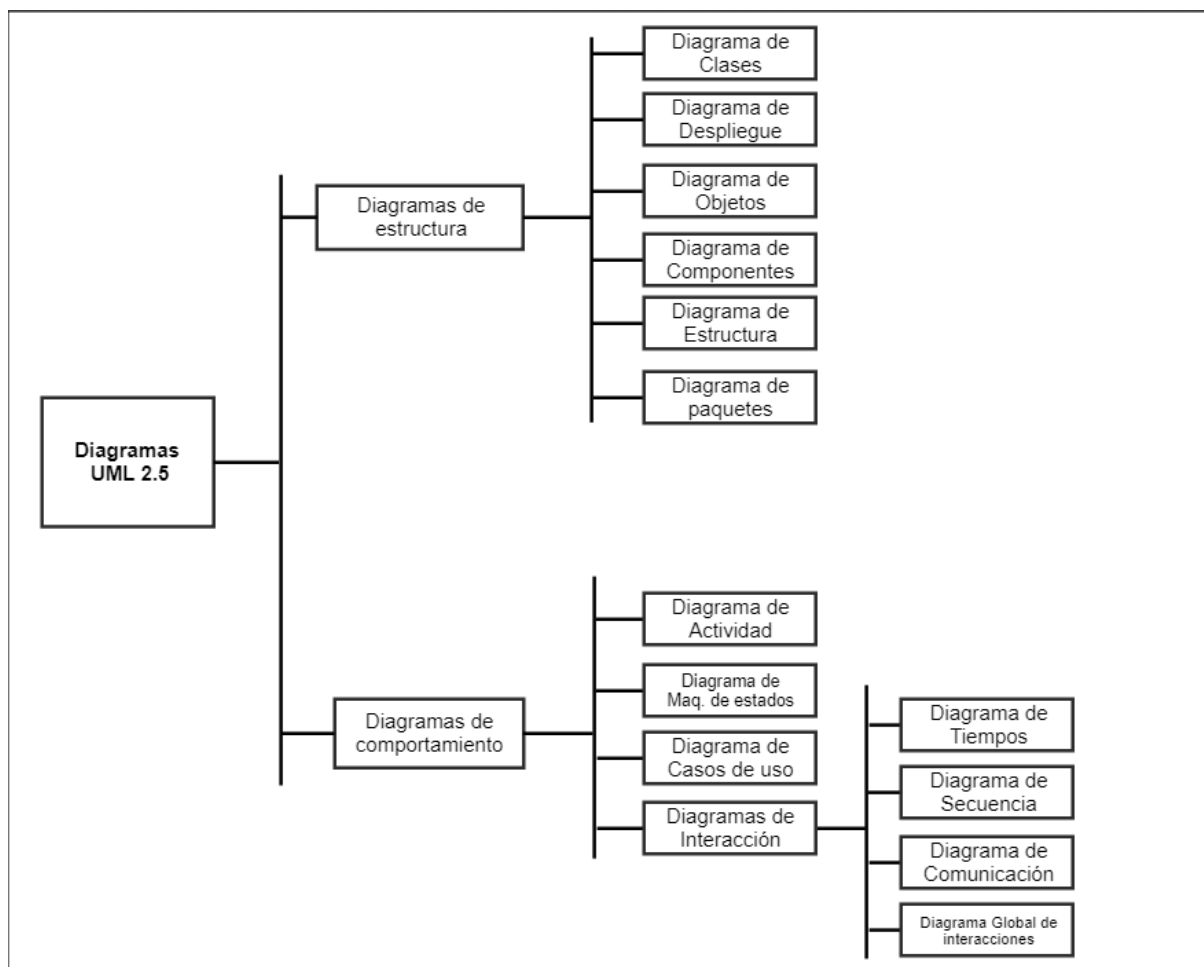 Diagramas
UML 2.5
Diagramas de
estructura
Diagrama de
Clases
Diagrama de
Despliegue
Diagrama de
Objetos
Diagrama de
Componentes
Diagrama de
Estructura
Diagrama de
paquetes
Diagramas de
comportamiento
Diagrama de
Actividad
Diagrama de
Maq. de estados
Diagrama de
Casos de uso
Diagramas de
Interacción
Diagrama de
Tiempos
Diagrama de
Secuencia
Diagrama de
Comunicación
Diagrama Global de
interacciones